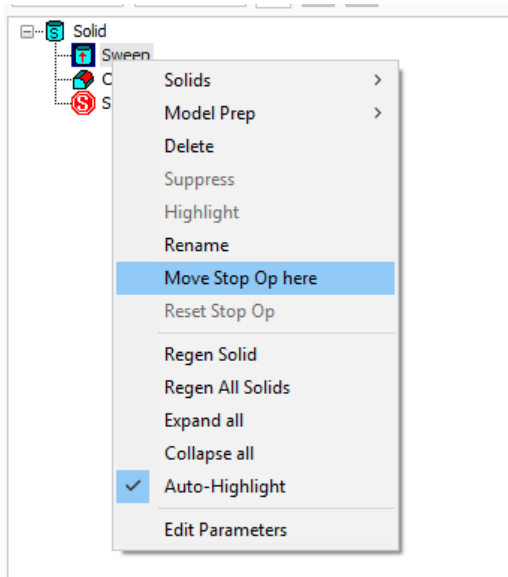 Solid
Sweep
C
S
Solids
Model Prep
Delete
Suppress
Highlight
Rename
Move Stop Op here
Reset Stop Op
Regen Solid
Regen All Solids
Expand all
Collapse all
Auto-Highlight
Edit Parameters